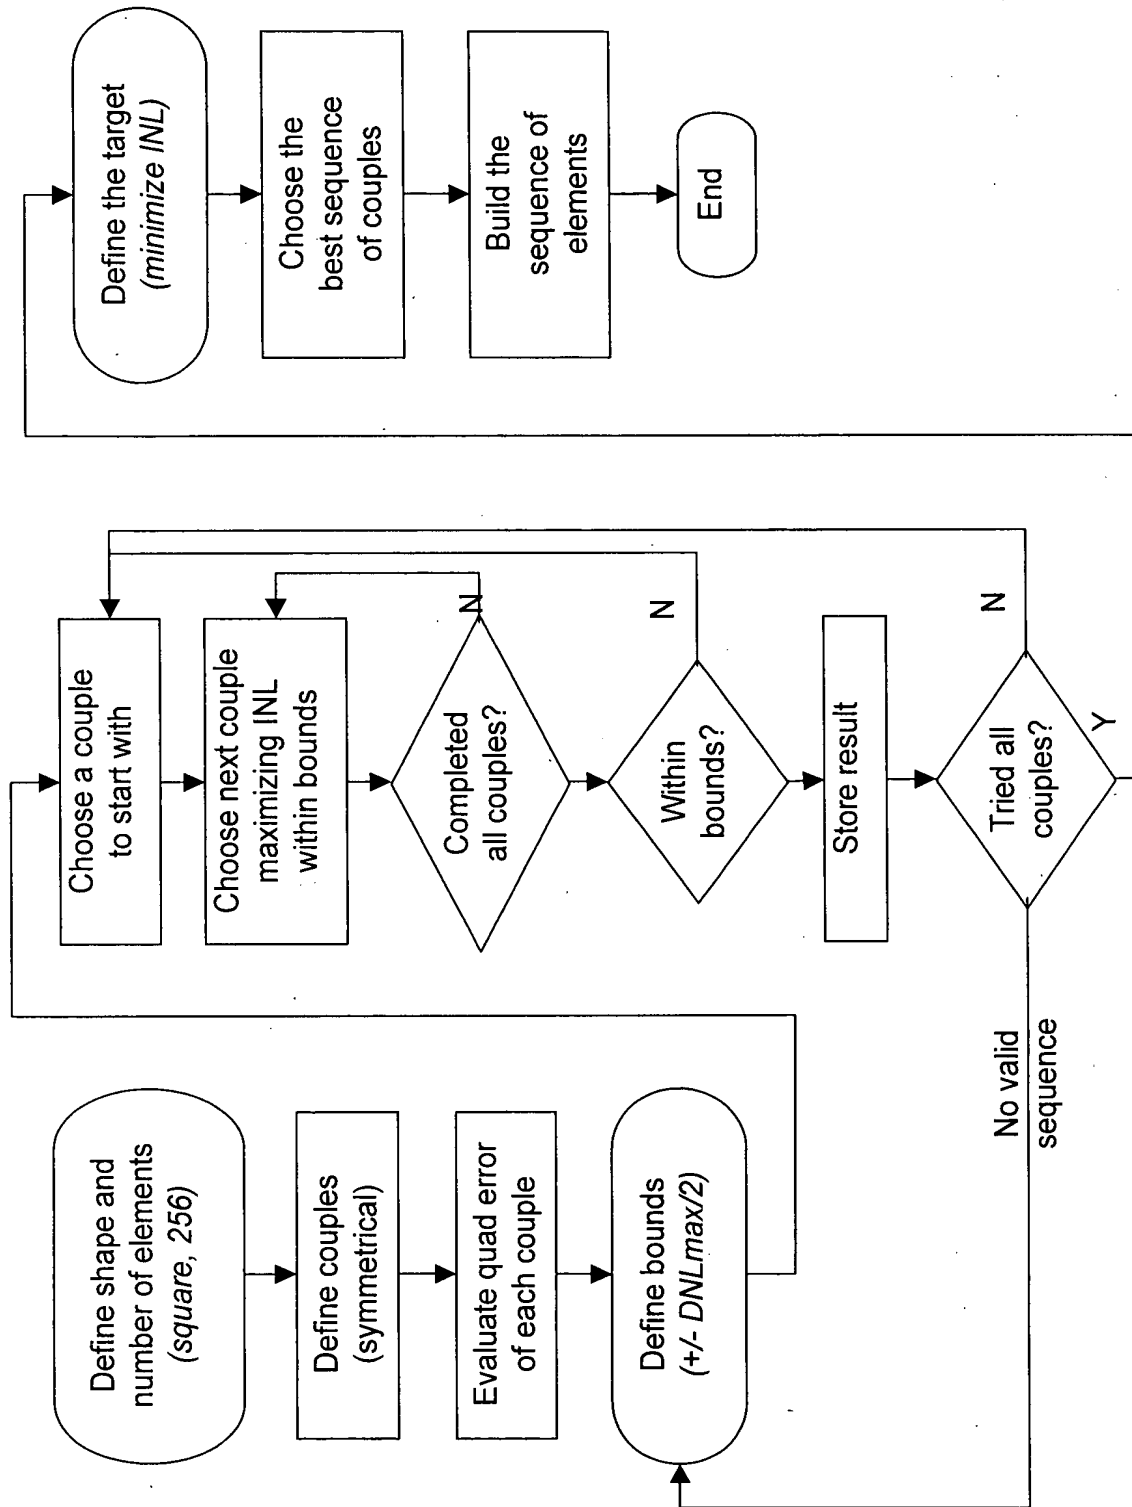 Define shape and
number of elements
(square, 256)
Define couples
(symmetrical)
Evaluate quad error
of each couple
Define bounds
(+/- DNLmax/2)
Choose a couple
to start with
Choose next couple
maximizing INL
within bounds
Completed
all couples?
N
Within
bounds?
N
Store result
Tried all
couples?
N
Y
No valid
sequence
Define the target
(minimize INL)
Choose the
best sequence
of couples
Build the
sequence of
elements
End